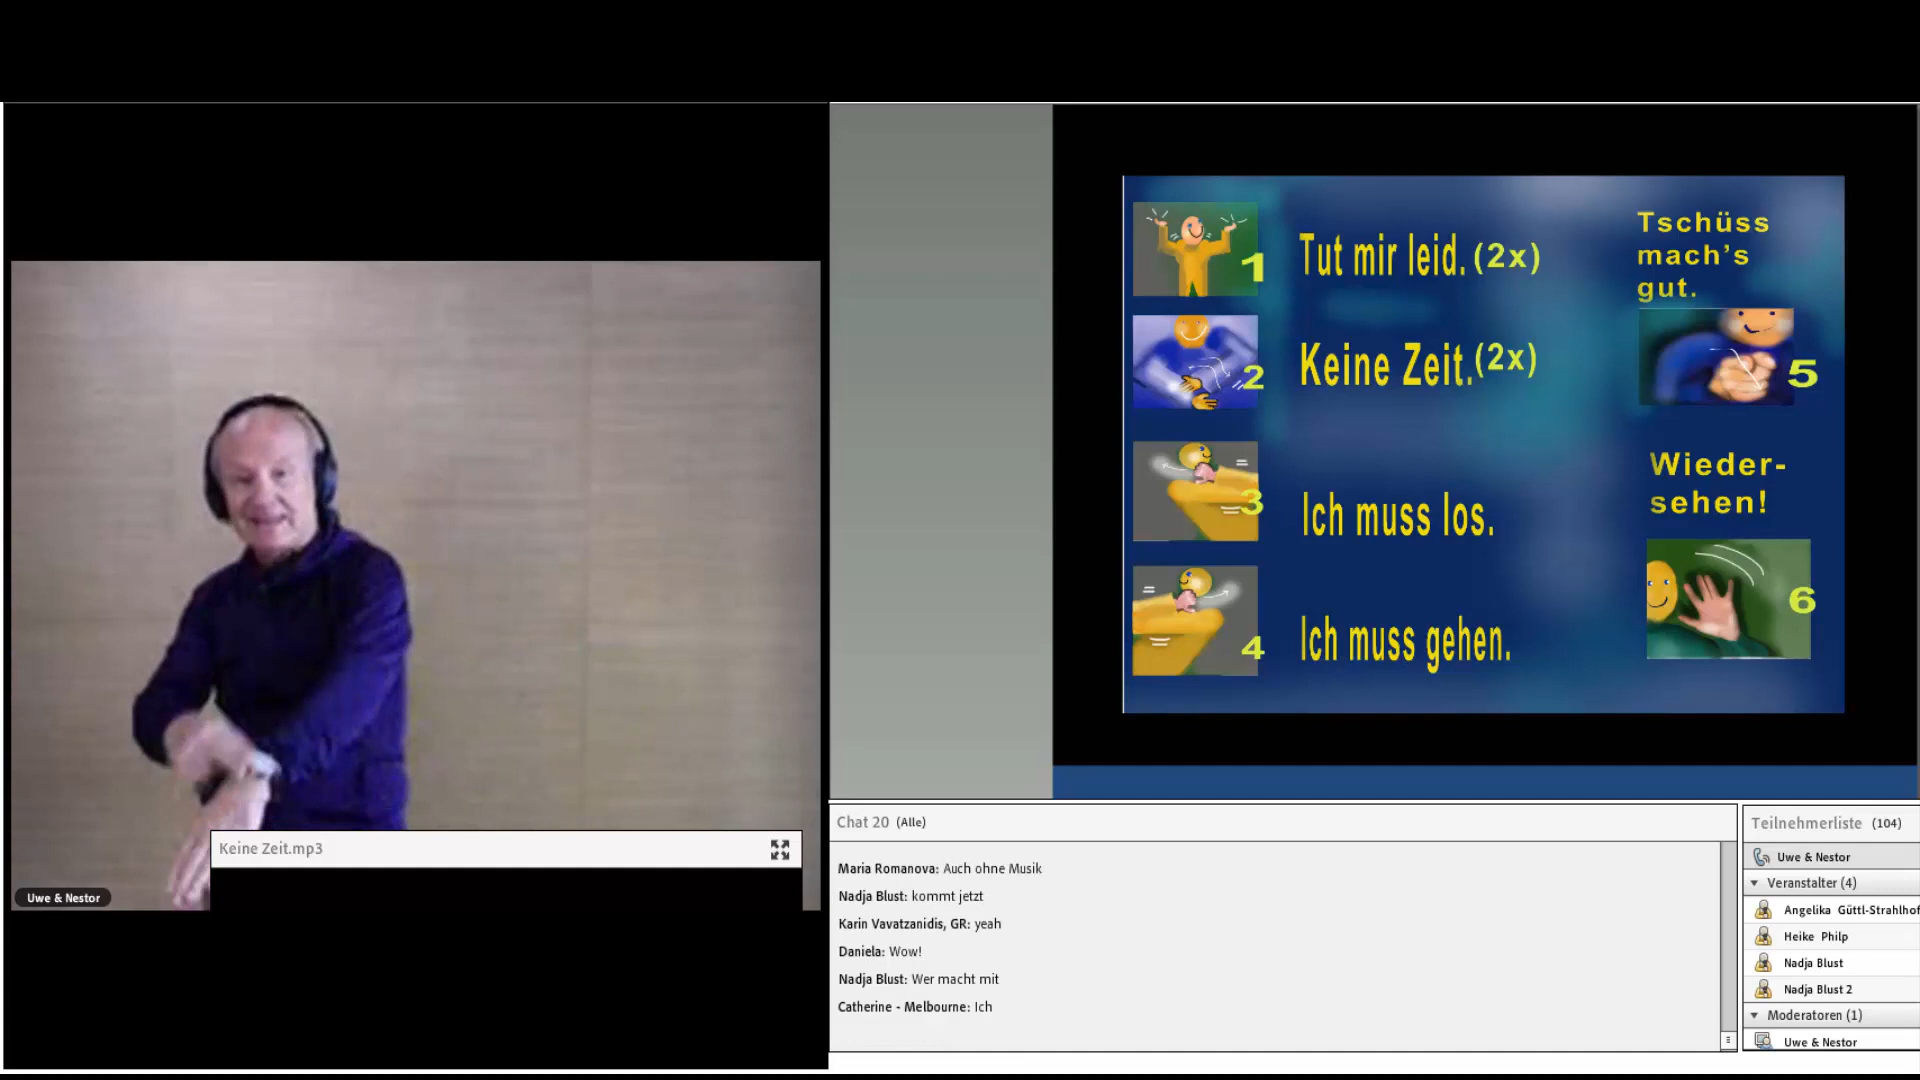 1
Tut mir leid. (2x)
2
Keine Zeit. (2x)
3
Ich muss los.
4
Ich muss gehen.
Tschüss
mach's
gut.
5
Wieder-
sehen!
6
Keine Zeit.mp3
Uwe & Nestor
Chat 20 (Alle)
Maria Romanova: Auch ohne Musik
Nadja Blust: kommt jetzt
Karin Vavatzanidis, GR: yeah
Daniela: Wow!
Nadja Blust: Wer macht mit
Catherine - Melbourne: Ich
Teilnehmerliste (104)
Uwe & Nestor
Veranstalter (4)
Angelika Güttl-Strahlhof
Heike Philp
Nadja Blust
Nadja Blust 2
Moderatoren (1)
Uwe & Nestor